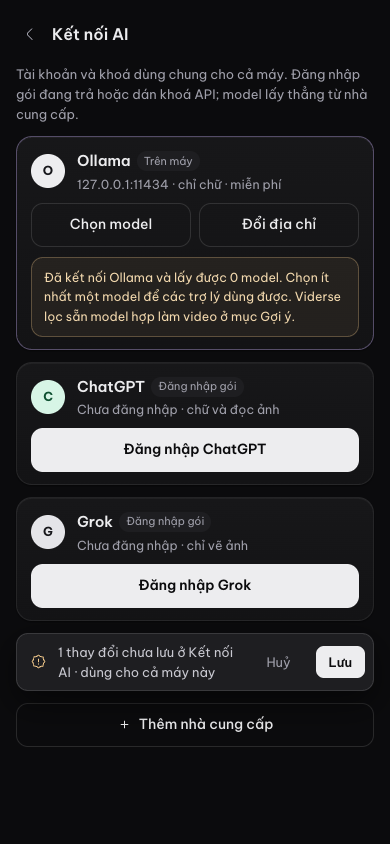 Kết nối AI
Tài khoản và khoá dùng chung cho cả máy. Đăng nhập
gói đang trả hoặc dán khoá API; model lấy thẳng từ nhà
cung cấp.
O
Ollama Trên máy
127.0.0.1:11434 · chỉ chữ · miễn phí
Chọn model
Đổi địa chỉ
Đã kết nối Ollama và lấy được 0 model. Chọn ít
nhất một model để các trợ lý dùng được. Viderse
lọc sẵn model hợp làm video ở mục Gợi ý.
C
ChatGPT Đăng nhập gói
Chưa đăng nhập · chữ và đọc ảnh
Đăng nhập ChatGPT
G
Grok Đăng nhập gói
Chưa đăng nhập · chỉ vẽ ảnh
Đăng nhập Grok
1 thay đổi chưa lưu ở Kết nối
AI · dùng cho cả máy này
Huỷ
Lưu
+ Thêm nhà cung cấp